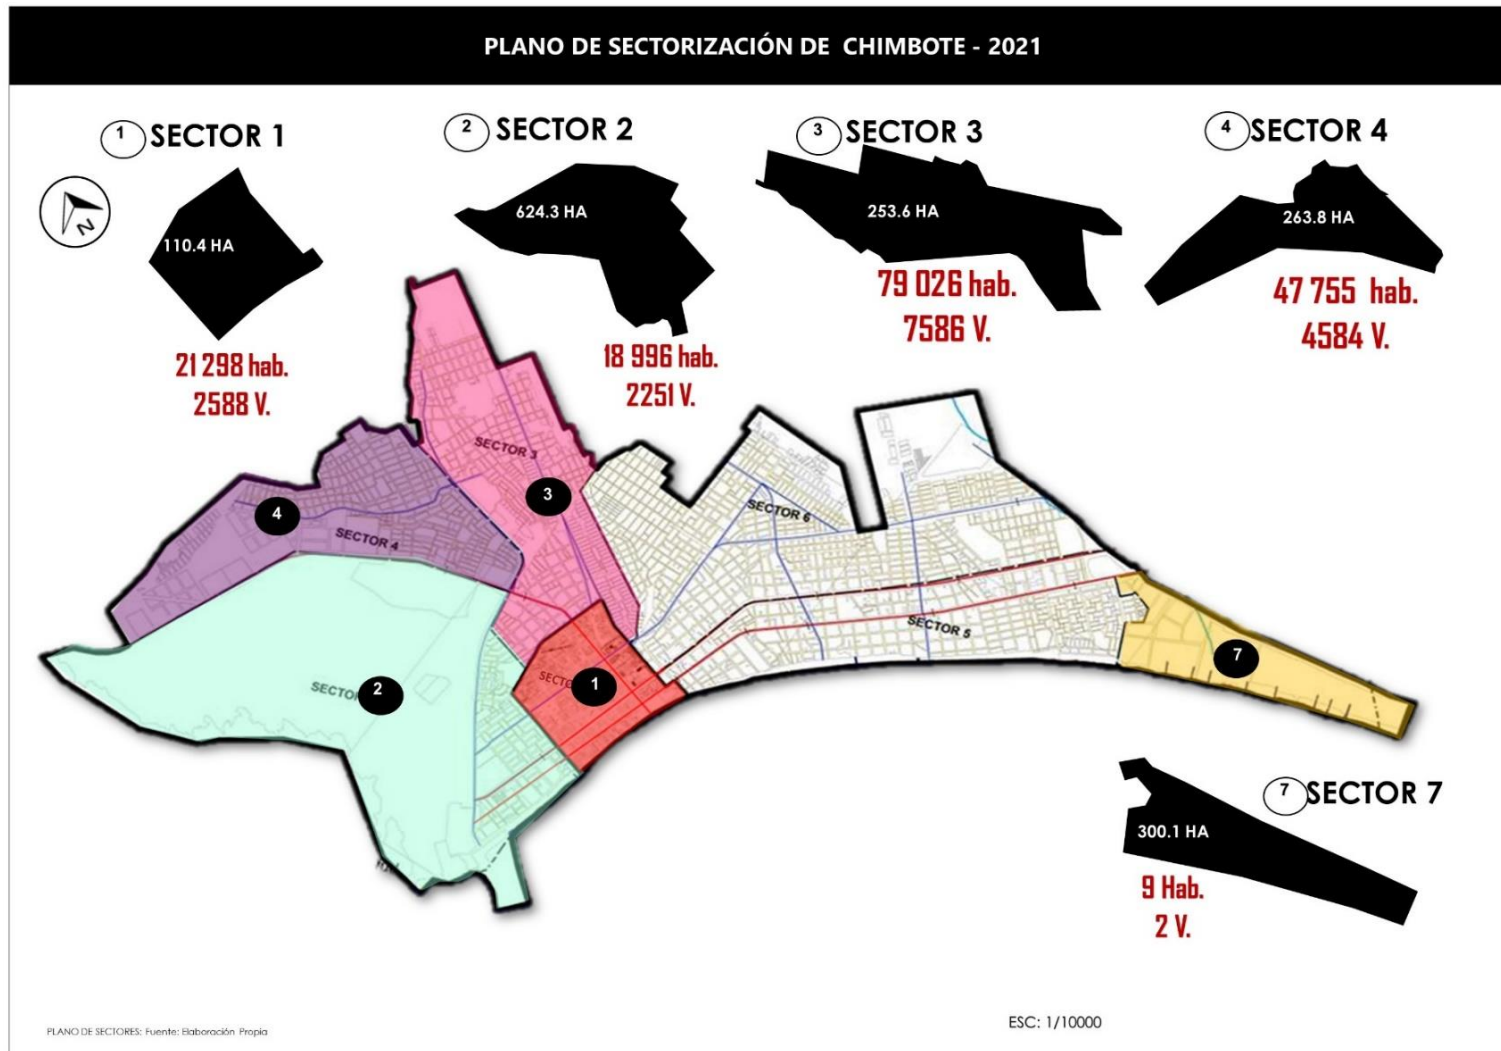 PLANO DE SECTORIZACIÓN DE CHIMBOTE - 2021
1 SECTOR 1
2 SECTOR 2
3 SECTOR 3
4 SECTOR 4
N
110.4 HA
624.3 HA
253.6 HA
263.8 HA
21 298 hab.
2588 V.
18 996 hab.
2251 V.
79 026 hab.
7586 V.
47 755 hab.
4584 V.
SECTOR 3
3
4
SECTOR 4
SECTOR 6
SECTOR 5
SECTO
2
SECTO
1
7
7 SECTOR 7
300.1 HA
9 Hab.
2 V.
ESC: 1/10000
PLANO DE SECTORES: Fuente: Elaboración Propia